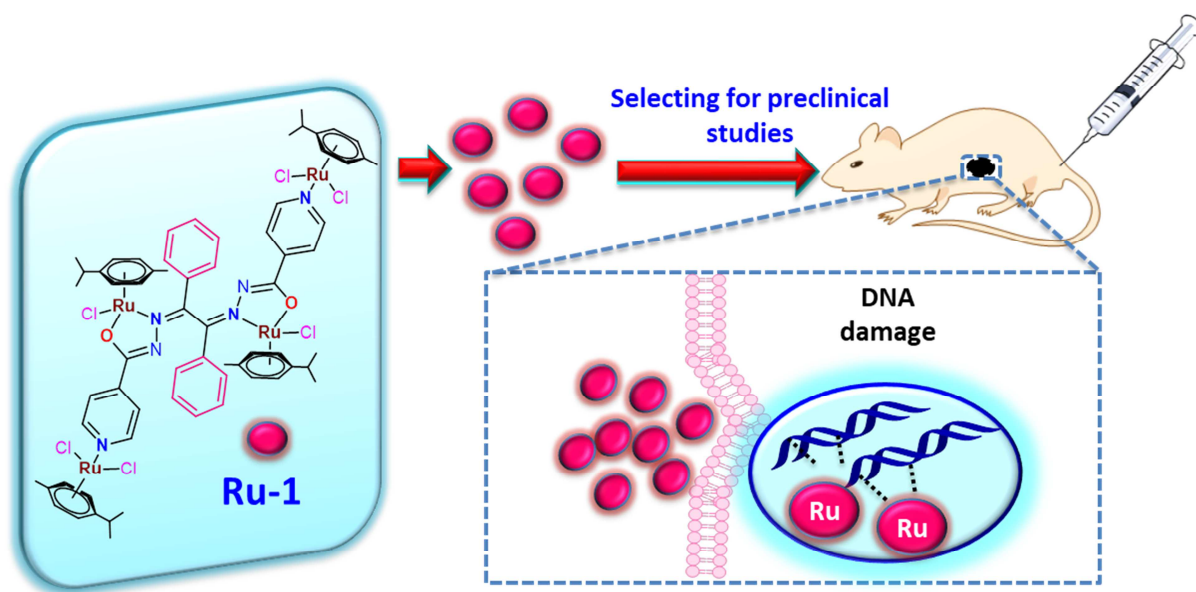 Ru
Cl
Cl
N
Ru
Cl
N
N
O
O
N
N
Ru
Cl
N
Cl
Ru
Cl
Ru-1
Selecting for preclinical
studies
DNA
damage
Ru
Ru